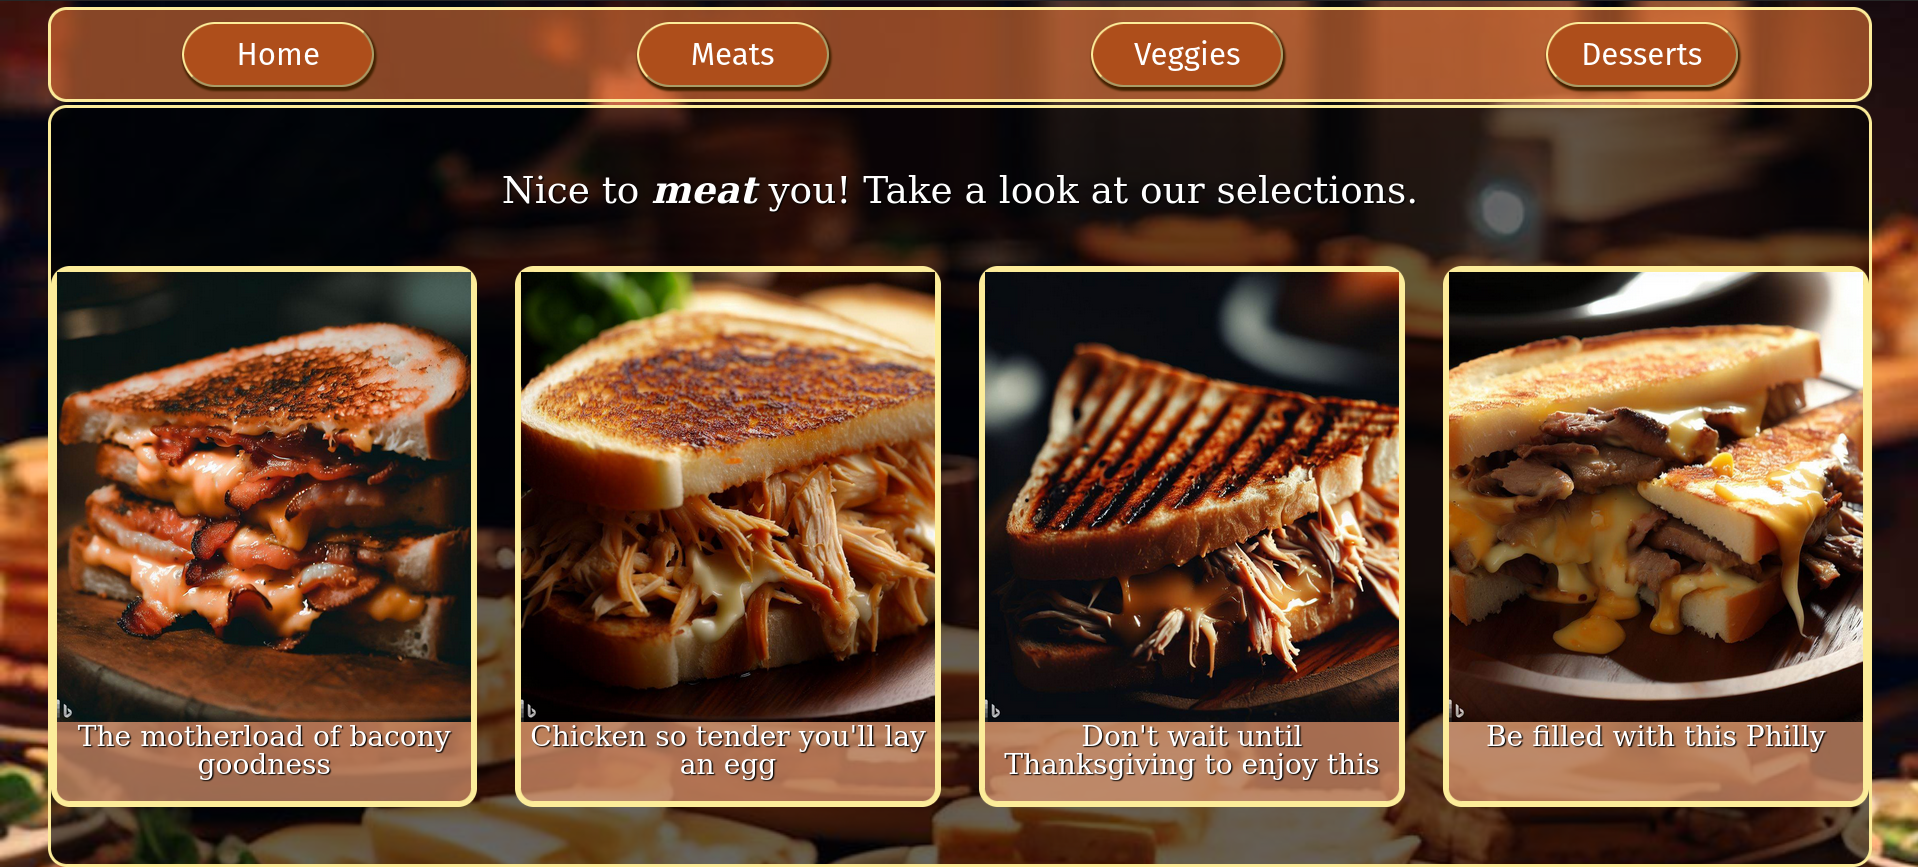 Home
Meats
Veggies
Desserts
Nice to meat you! Take a look at our selections.
The motherload of bacony
goodness
Chicken so tender you'll lay
an egg
Don't wait until
Thanksgiving to enjoy this
Be filled with this Philly